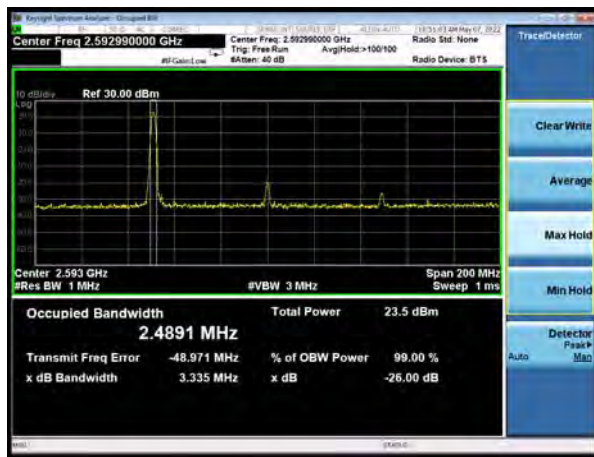 Keysight Spectrum Analyzer - Occupied BW
Center Freq 2.592990000 GHz
Center Freq: 2.592990000 GHz
Radio Std: None
Trace/Detector
Trig: Free Run
Avg|Hold:>100/100
#IFGain:Low
#Atten: 40 dB
Radio Device: BTS
10 dB/div
Ref 30.00 dBm
Log
Clear Write
Average
Max Hold
Min Hold
Center 2.593 GHz
Span 200 MHz
#Res BW 1 MHz
#VBW 3 MHz
Sweep 1 ms
Occupied Bandwidth
Total Power
23.5 dBm
2.4891 MHz
Transmit Freq Error
-48.971 MHz
% of OBW Power
99.00 %
x dB Bandwidth
3.335 MHz
x dB
-26.00 dB
Detector
Peak▶
Auto
Man
MSG
STATUS